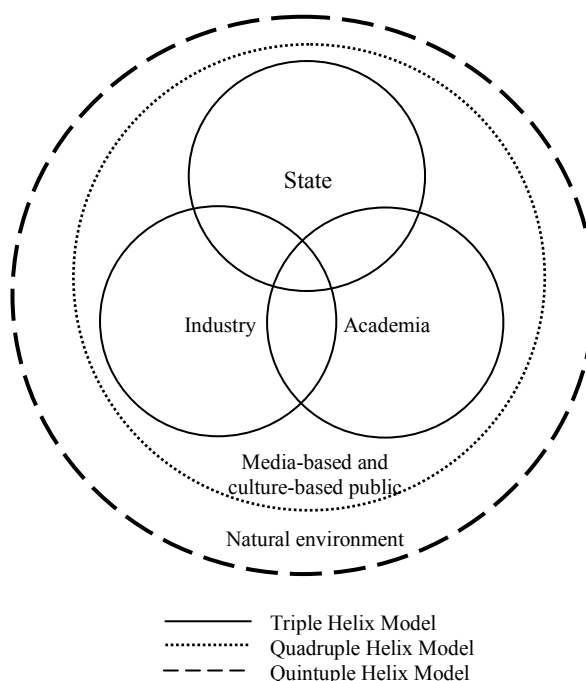 State
Industry Academia
Media-based and
culture-based public
Natural environment
Triple Helix Model
Quadruple Helix Model
Quintuple Helix Model